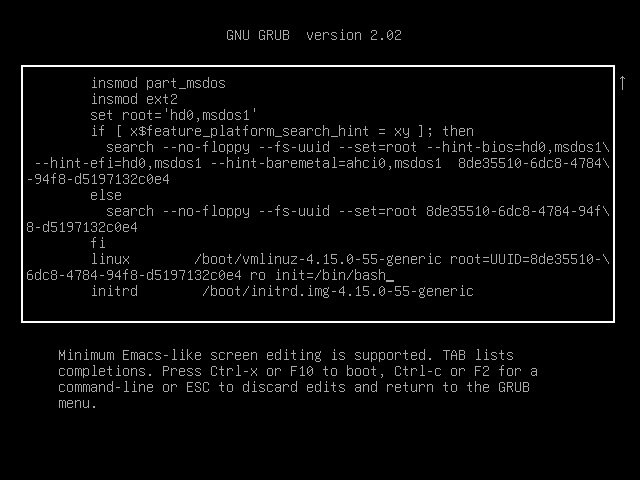 GNU GRUB  version 2.02
insmod part_msdos
insmod ext2
set root='hd0,msdos1'
if [ x$feature_platform_search_hint = xy ]; then
search --no-floppy --fs-uuid --set=root --hint-bios=hd0,msdos1\
--hint-efi=hd0,msdos1 --hint-baremetal=ahci0,msdos1  8de35510-6dc8-4784\
-94f8-d5197132c0e4
else
search --no-floppy --fs-uuid --set=root 8de35510-6dc8-4784-94f\
8-d5197132c0e4
fi
linux        /boot/vmlinuz-4.15.0-55-generic root=UUID=8de35510-\
6dc8-4784-94f8-d5197132c0e4 ro init=/bin/bash_
initrd        /boot/initrd.img-4.15.0-55-generic
Minimum Emacs-like screen editing is supported. TAB lists
completions. Press Ctrl-x or F10 to boot, Ctrl-c or F2 for a
command-line or ESC to discard edits and return to the GRUB
menu.